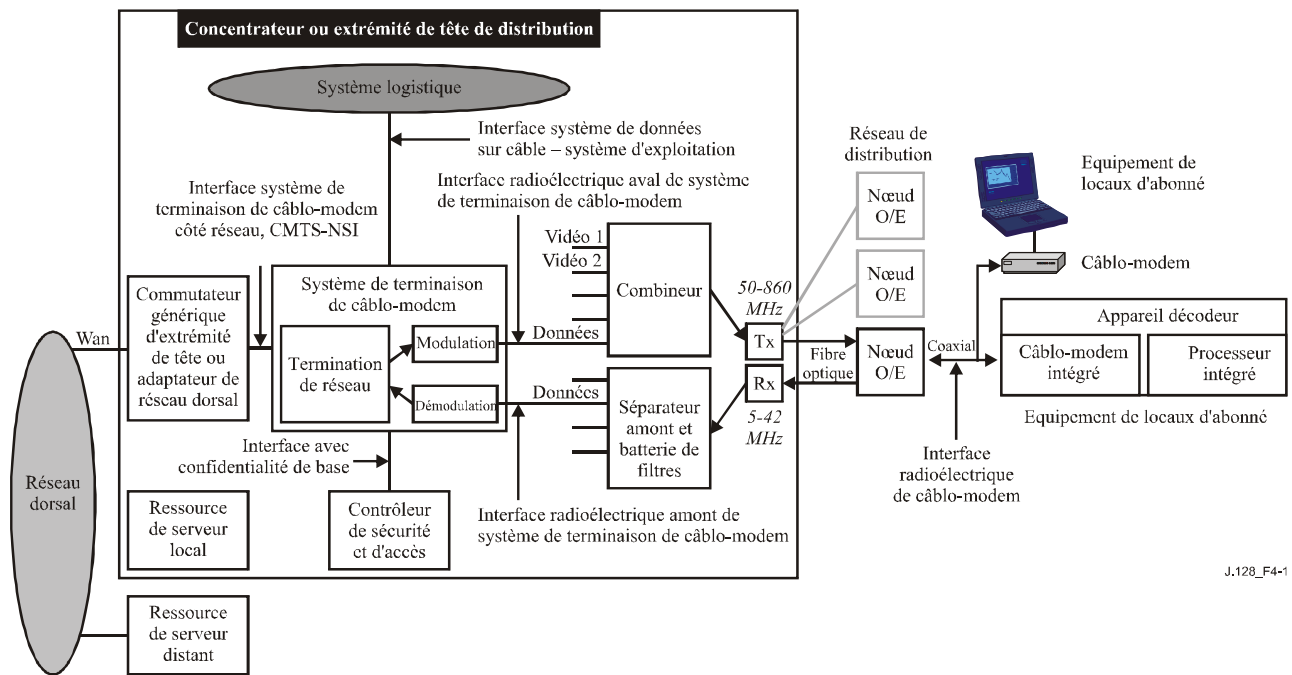 Concentrateur ou extrémité de tête de distribution
Système logistique
Interface système de données
sur câble – système d'exploitation
Interface système de
terminaison de câblo-modem
côté réseau, CMTS-NSI
Interface radioélectrique aval de système
de terminaison de câblo-modem
Réseau de
distribution
Nœud
O/E
Nœud
O/E
Nœud
O/E
Equipement de
locaux d'abonné
Câblo-modem
Vidéo 1
Vidéo 2
Combineur
Données
50-860
MHz
Tx
Rx
5-42
MHz
Fibre
optique
Coaxial
Appareil décodeur
Câblo-modem
intégré
Processeur
intégré
Equipement de locaux d'abonné
Interface
radioélectrique
de câblo-modem
Wan
Commutateur
générique
d'extrémité
de tête ou
adaptateur de
réseau dorsal
Système de terminaison
de câblo-modem
Termination
de réseau
Modulation
Démodulation
Données
Séparateur
amont et
batterie de
filtres
Interface avec
confidentialité de base
Réseau
dorsal
Ressource
de serveur
local
Contrôleur
de sécurité
et d'accès
Interface radioélectrique amont de
système de terminaison de câblo-modem
Ressource
de serveur
distant
J.128_F4-1